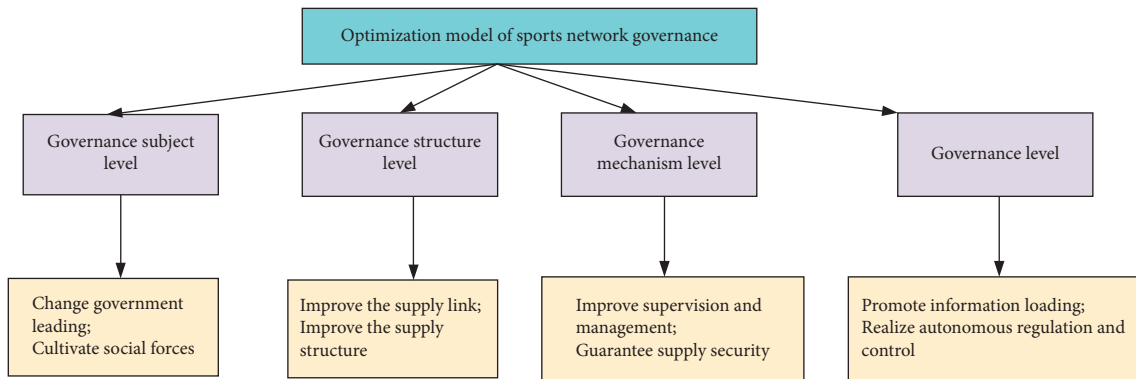 Optimization model of sports network governance
Governance subject
level
Governance structure
level
Governance
mechanism level
Governance level
Change government
leading;
Cultivate social forces
Improve the supply link;
Improve the supply
structure
Improve supervision and
management;
Guarantee supply security
Promote information loading;
Realize autonomous regulation and
control